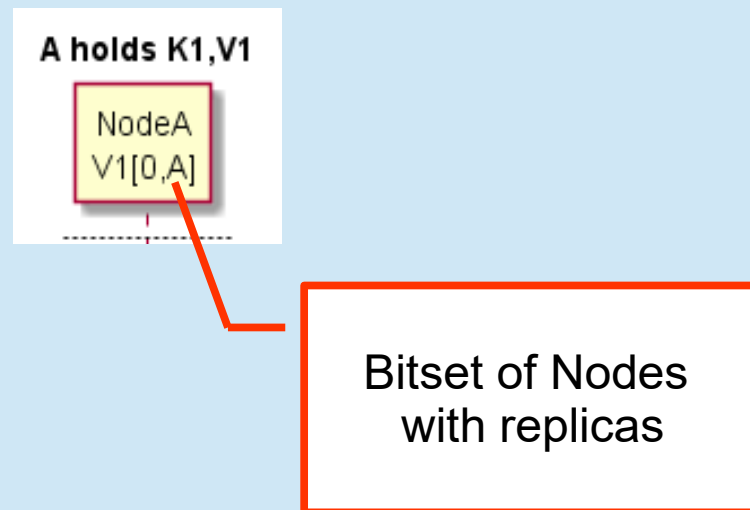 A holds K1,V1
NodeA
V1[0,A]
Bitset of Nodes
with replicas